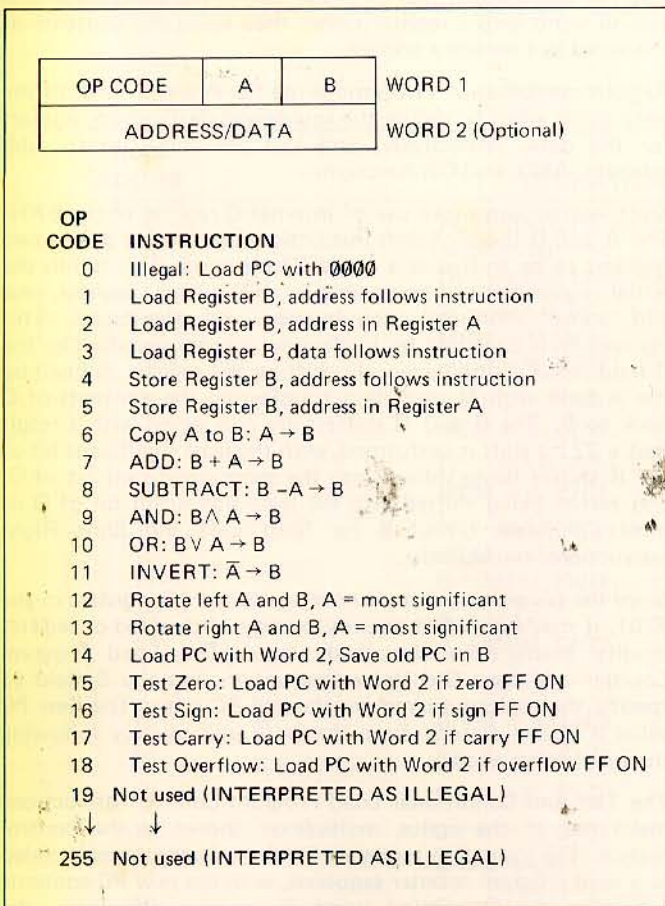 OP CODE A B WORD 1
ADDRESS/DATA WORD 2 (Optional)
OP
CODE INSTRUCTION
0 Illegal: Load PC with 0000
1 Load Register B, address follows instruction
2 Load Register B, address in Register A
3 Load Register B, data follows instruction
4 Store Register B, address follows instruction
5 Store Register B, address in Register A
6 Copy A to B: A → B
7 ADD: B + A → B
8 SUBTRACT: B –A → B
9 AND: B∧ A → B
10 OR: B∨ A → B
11 INVERT: A̅ → B
12 Rotate left A and B, A = most significant
13 Rotate right A and B, A = most significant
14 Load PC with Word 2, Save old PC in B
15 Test Zero: Load PC with Word 2 if zero FF ON
16 Test Sign: Load PC with Word 2 if sign FF ON
17 Test Carry: Load PC with Word 2 if carry FF ON
18 Test Overflow: Load PC with Word 2 if overflow FF ON
19 Not used (INTERPRETED AS ILLEGAL)
↓ ↓
255 Not used (INTERPRETED AS ILLEGAL)